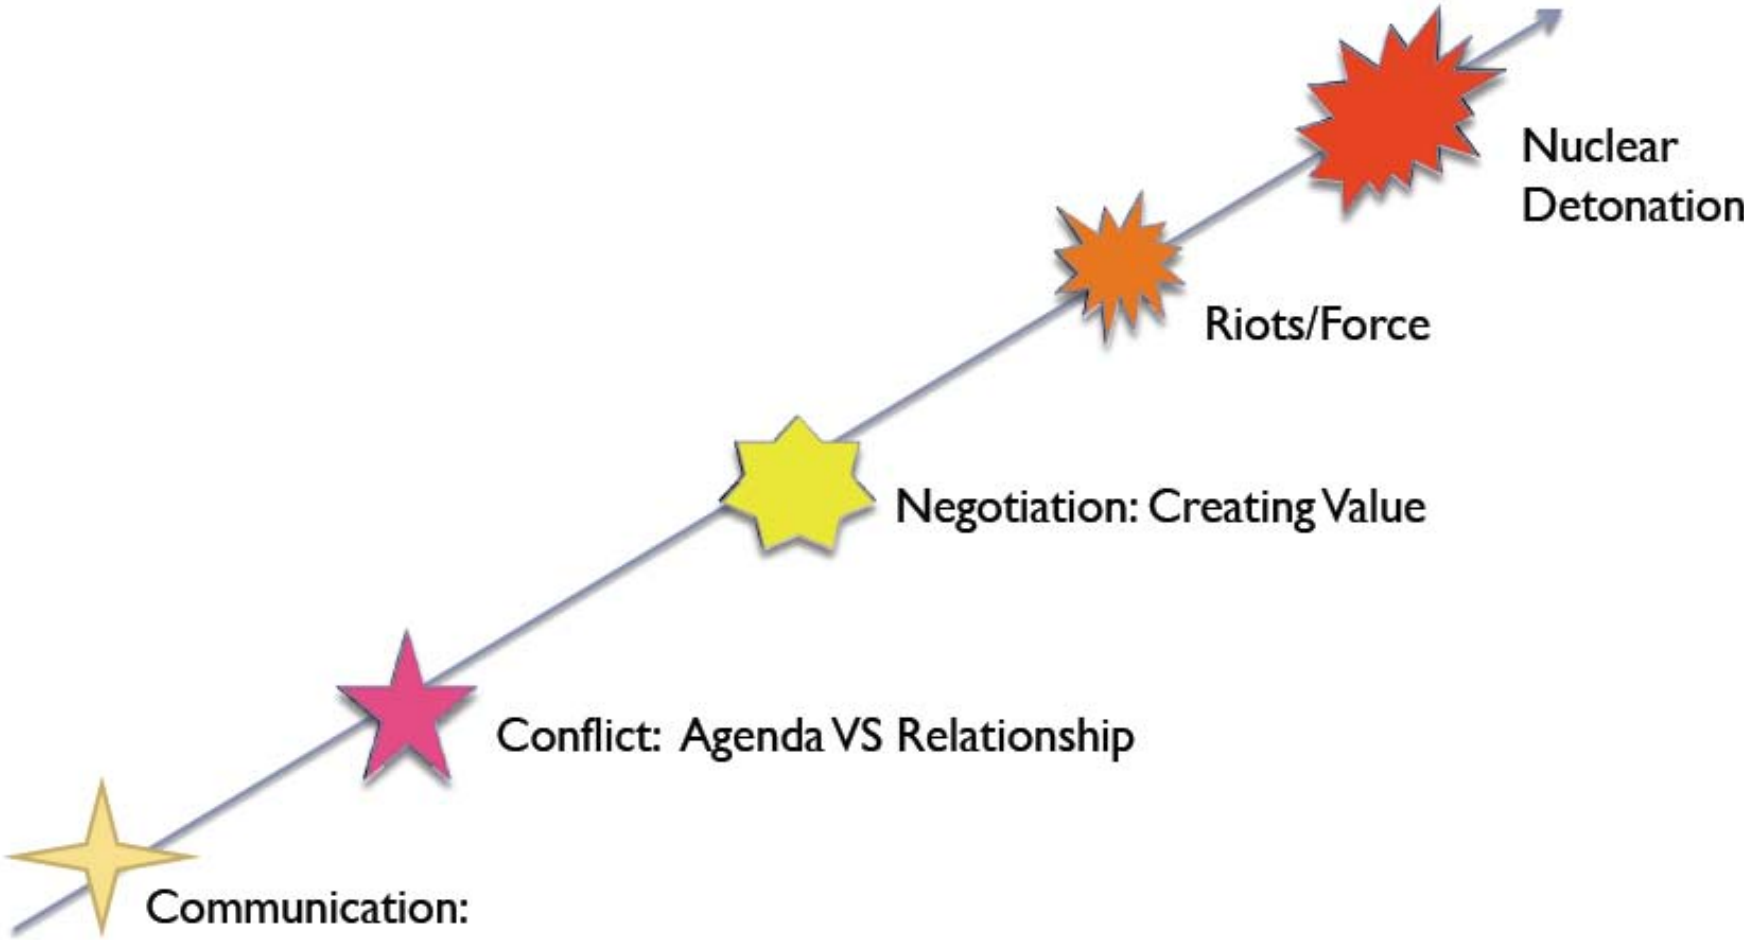 Nuclear
Detonation
Riots/Force
Negotiation: Creating Value
Conflict: Agenda VS Relationship
Communication: